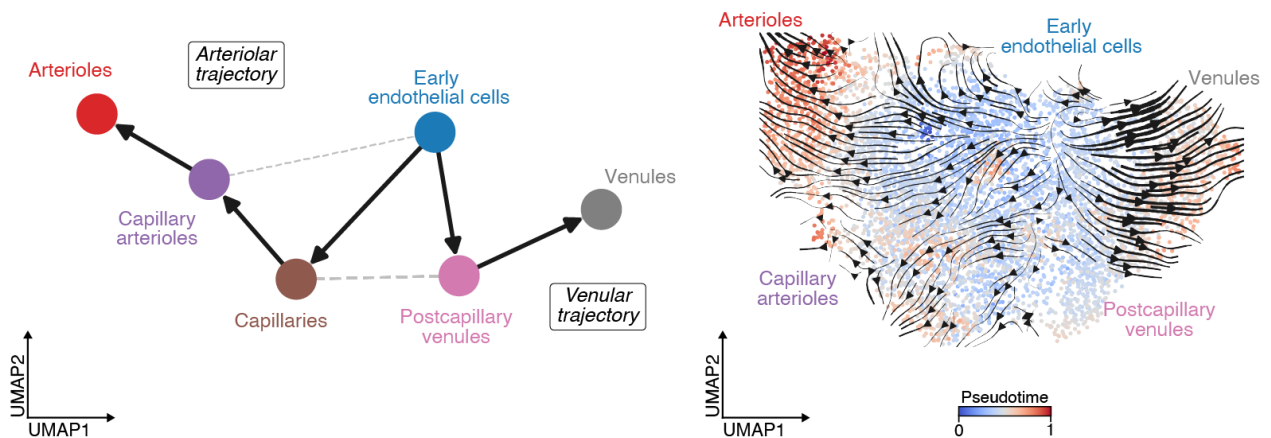 Arterioles
Arteriolar
trajectory
Early
endothelial cells
Capillary
arterioles
Venules
Capillaries
Postcapillary
venules
Venular
trajectory
UMAP2
UMAP1
Arterioles
Early
endothelial cells
Venules
Capillary
arterioles
Postcapillary
venules
UMAP2
UMAP1
Pseudotime
0 1